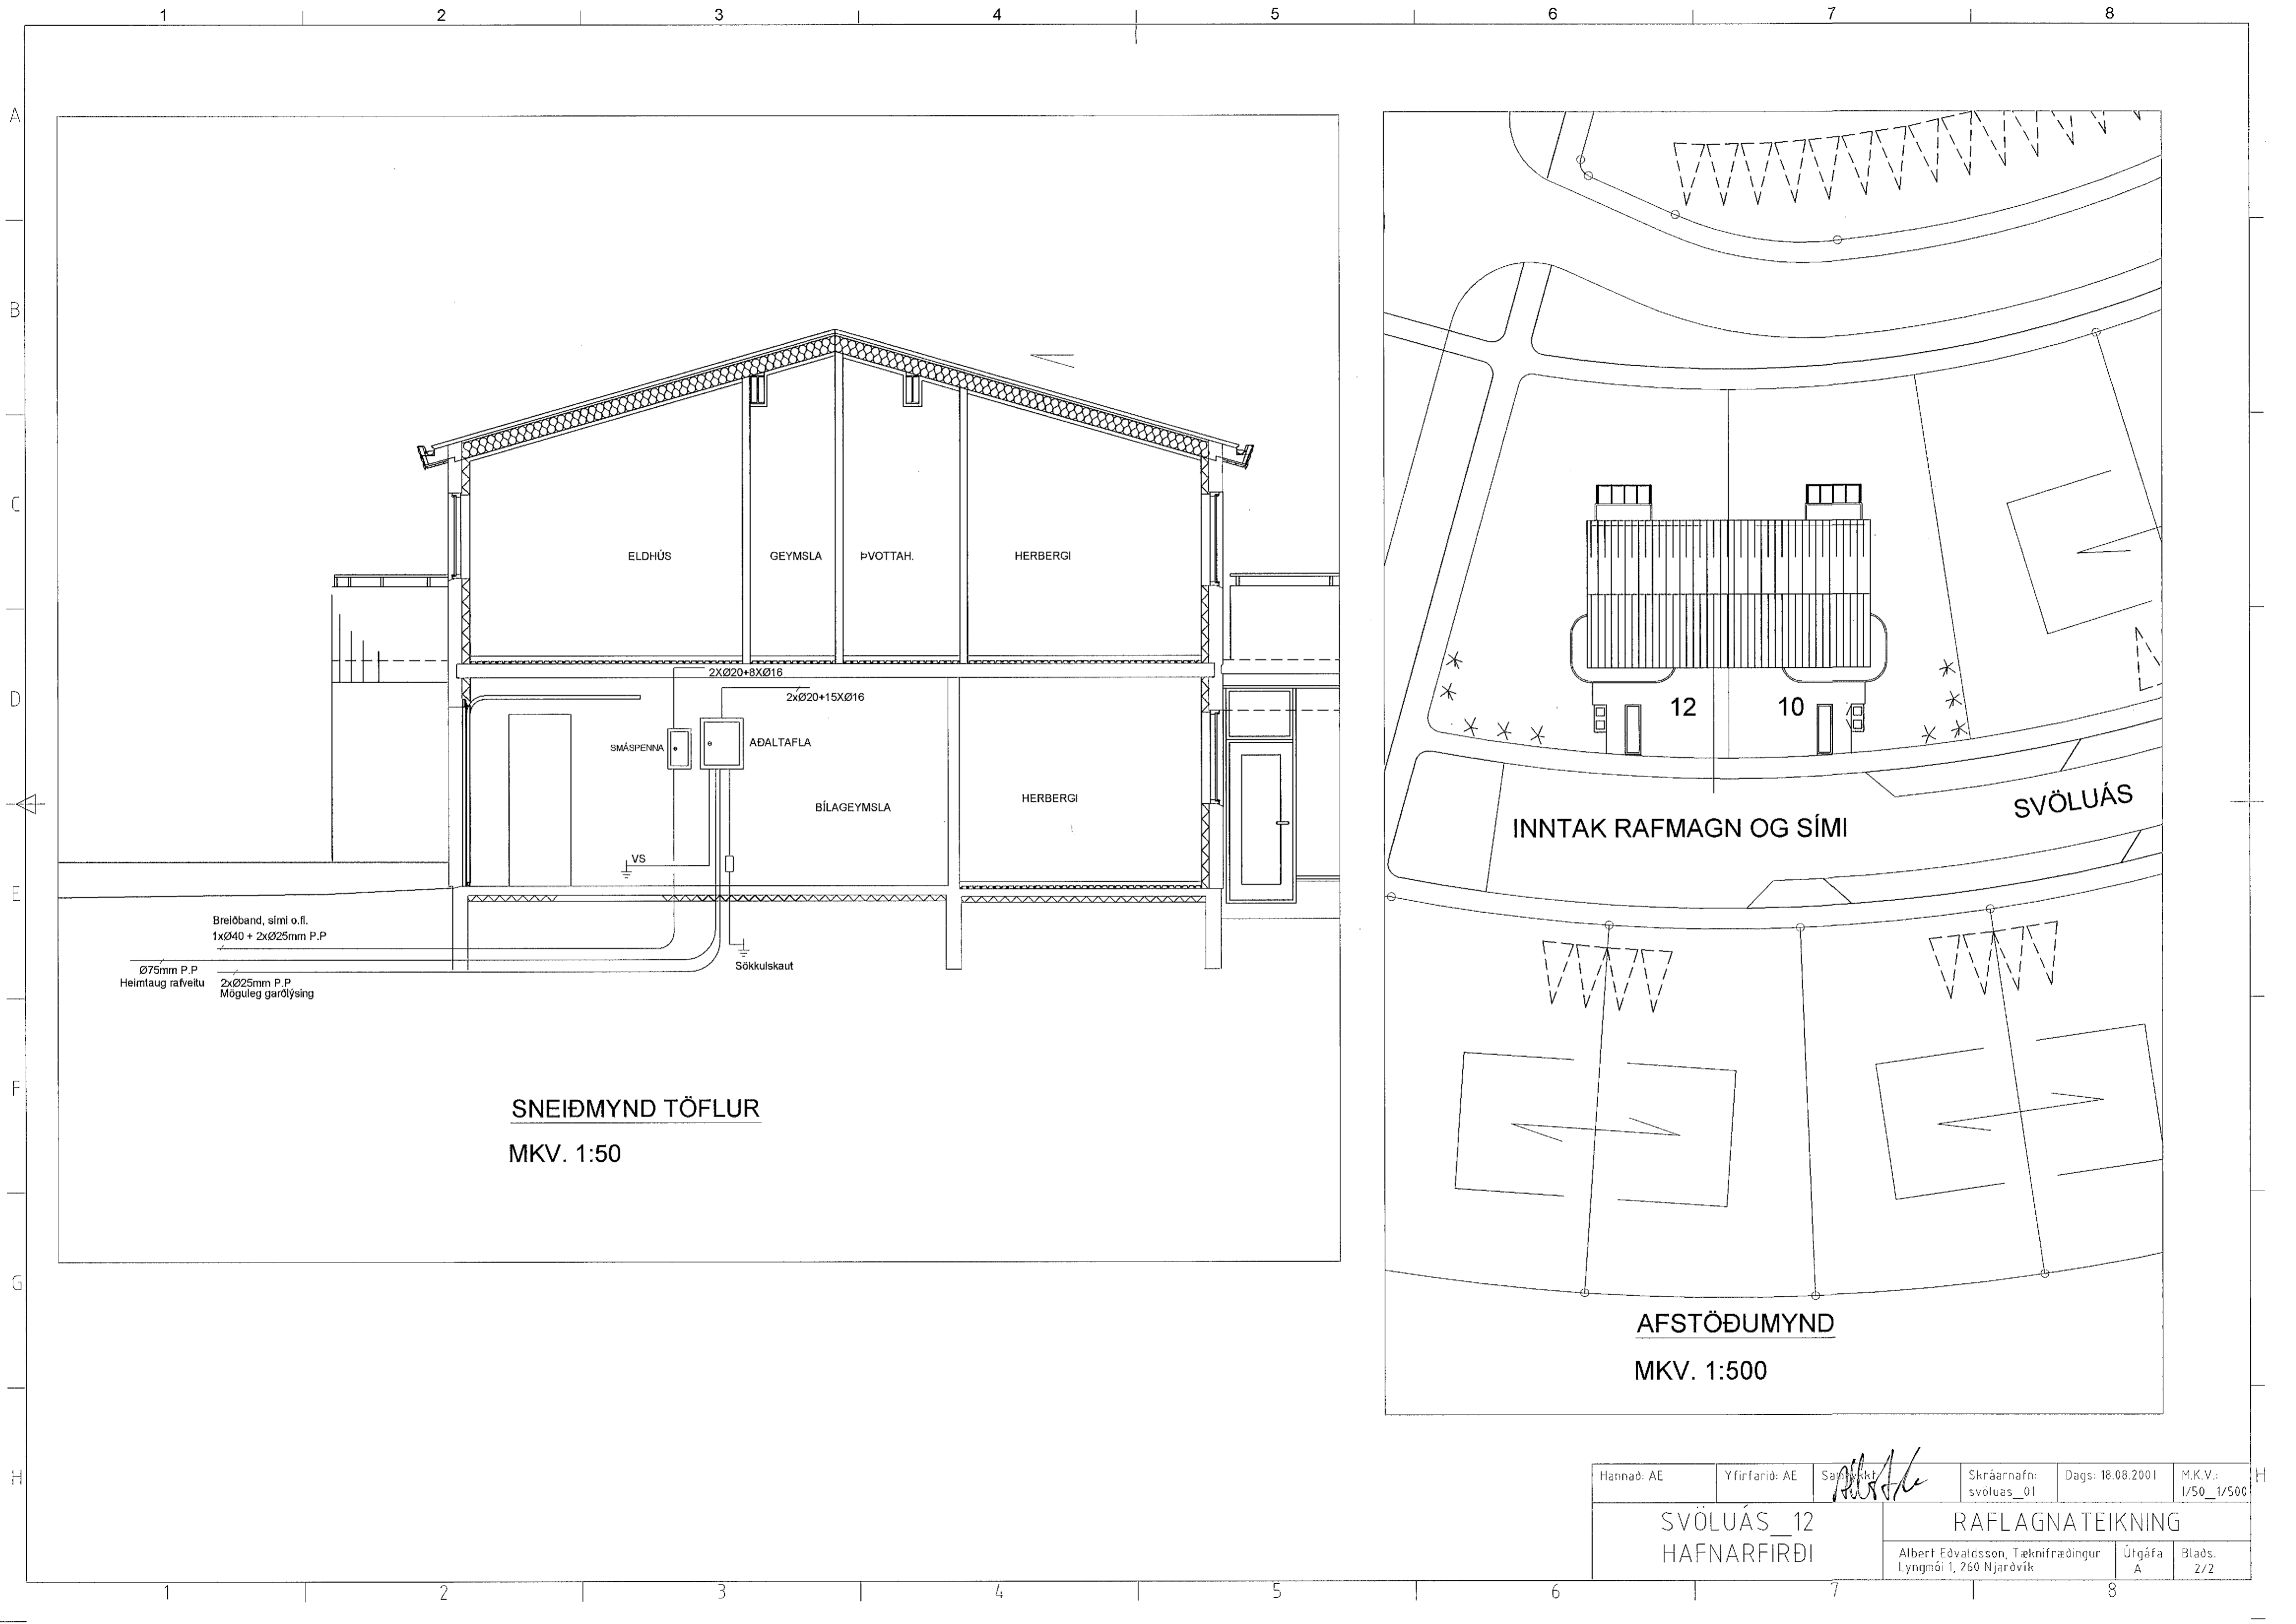 1 2 3 4 5 6 7 8
A
B
C
D
E
F
G
H
ELDHÚS
GEYMSLA
ÞVOTTAH.
HERBERGI
2XØ20+8XØ16
2xØ20+15XØ16
SMÁSPENNA
AÐALTAFLA
BÍLAGEYMSLA
HERBERGI
VS
Breiðband, sími o.fl.
1xØ40 + 2xØ25mm P.P
Ø75mm P.P
Heimtaug rafveitu
2xØ25mm P.P
Möguleg garðlýsing
Sökkulskaut
SNEIÐMYND TÖFLUR
MKV. 1:50
12
10
SVÖLUÁS
INNTAK RAFMAGN OG SÍMI
AFSTÖÐUMYND
MKV. 1:500
H
Hannað: AE
Yfirfarið: AE
Skráarnafn:
svöluas_01
Dags: 18.08.2001
M.K.V.:
1/50_1/500
SVÖLUÁS_12
HAFNARFIRÐI
RAFLAGNATEIKNING
Albert Eðvaldsson, Tæknifræðingur
Lyngmói 1, 260 Njarðvík
Útgáfa
A
Blaðs.
2/2
1 2 3 4 5 6 7 8